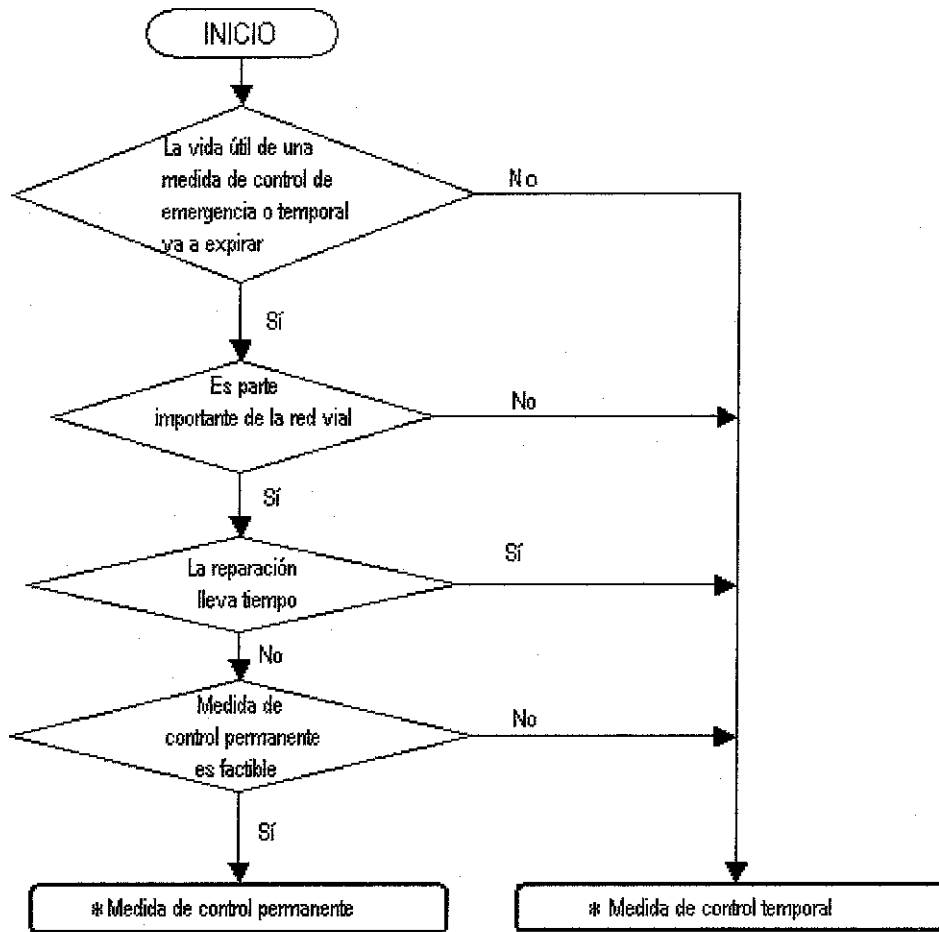 INICIO
La vida útil de una
medida de control de
emergencia o temporal
va a expirar
No
Sí
Es parte
importante de la red vial
No
Sí
La reparación
lleva tiempo
Sí
No
Medida de
control permanente
es factible
No
Sí
* Medida de control permanente
* Medida de control temporal